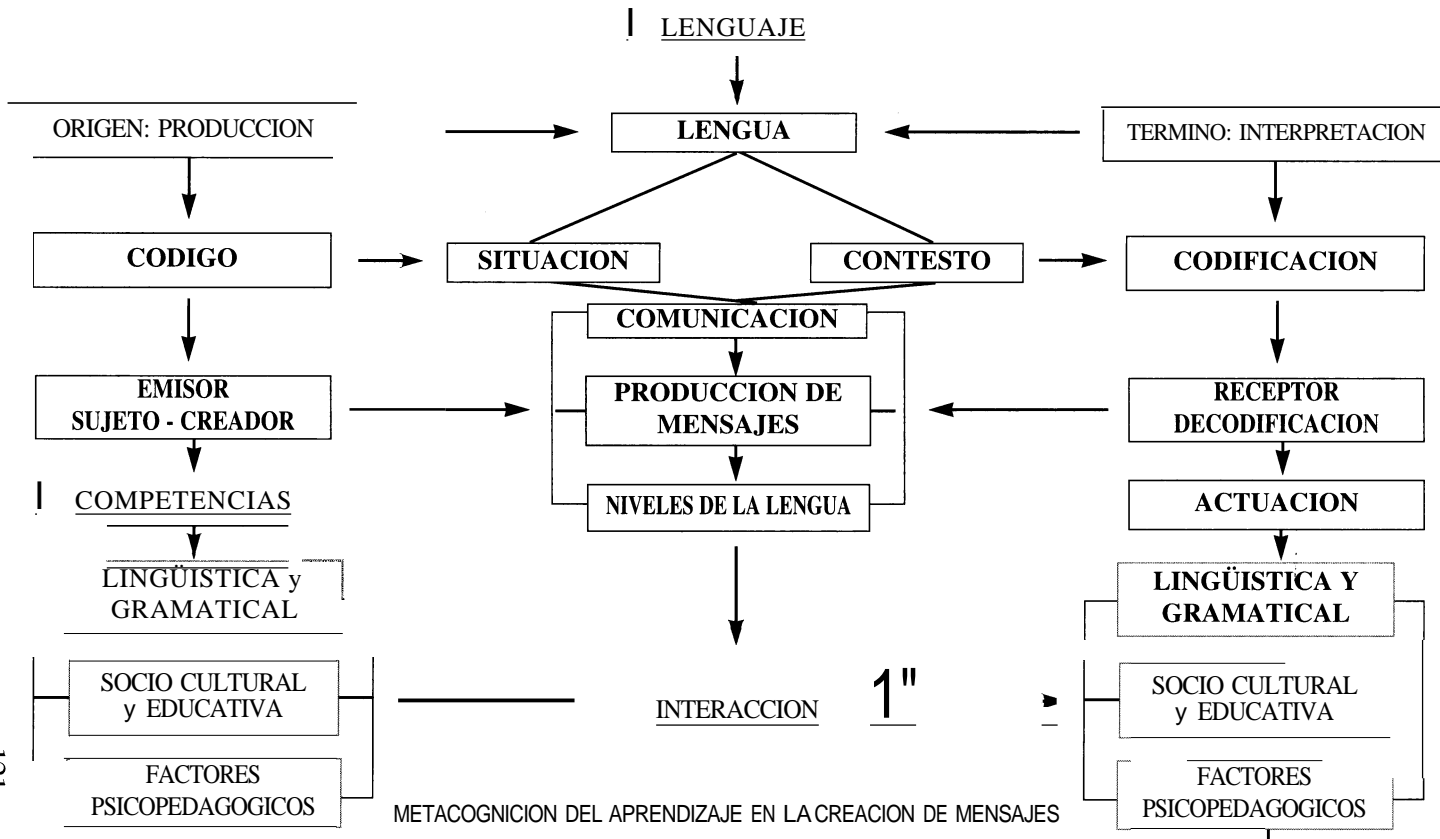 LENGUAJE
ORIGEN: PRODUCCION
LENGUA
TERMINO: INTERPRETACION
CODIGO
SITUACION
CONTESTO
CODIFICACION
COMUNICACION
EMISOR
SUJETO - CREADOR
PRODUCCION DE
MENSAJES
RECEPTOR
DECODIFICACION
COMPETENCIAS
NIVELES DE LA LENGUA
ACTUACION
LINGÜISTICA y
GRAMATICAL
LINGÜISTICA Y
GRAMATICAL
SOCIO CULTURAL
y EDUCATIVA
INTERACCION
1"
SOCIO CULTURAL
y EDUCATIVA
FACTORES
PSICOPEDAGOGICOS
FACTORES
PSICOPEDAGOGICOS
METACOGNICION DEL APRENDIZAJE EN LA CREACION DE MENSAJES